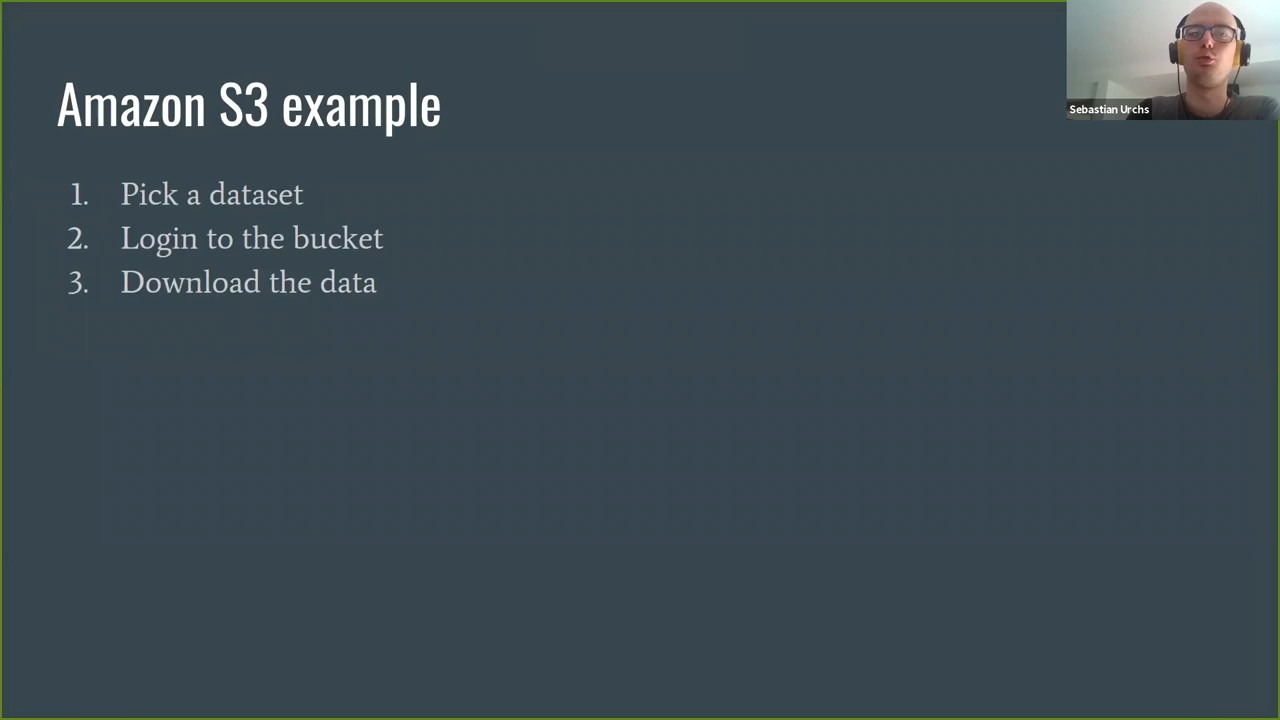 Amazon S3 example
1. Pick a dataset
2. Login to the bucket
3. Download the data
Sebastian Urchs